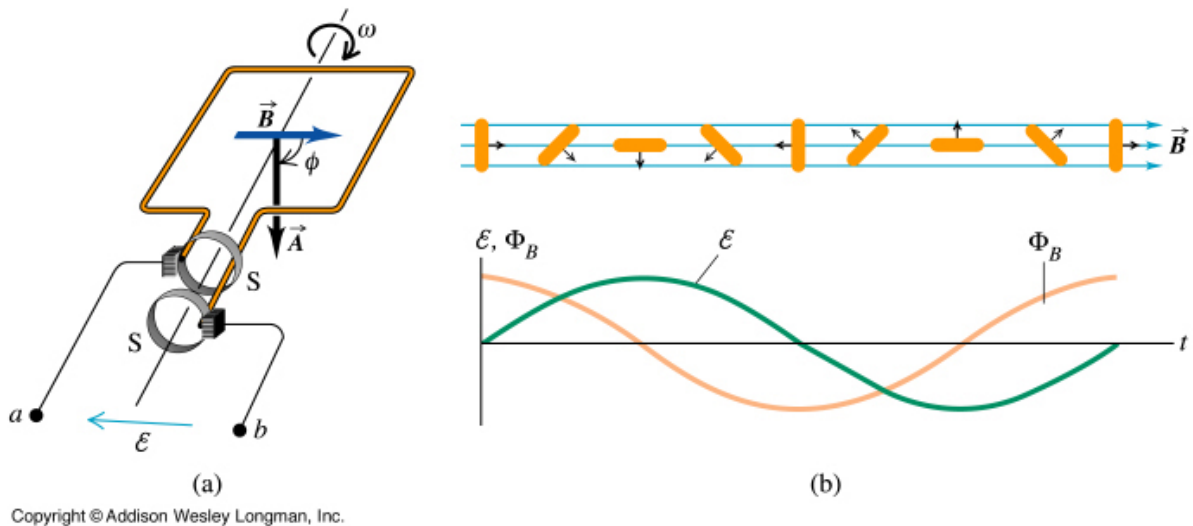 ω
B⃗
ϕ
A⃗
S
S
a
b
ℰ
(a)
B⃗
ℰ, Φ_B
ℰ
Φ_B
t
(b)
Copyright © Addison Wesley Longman, Inc.